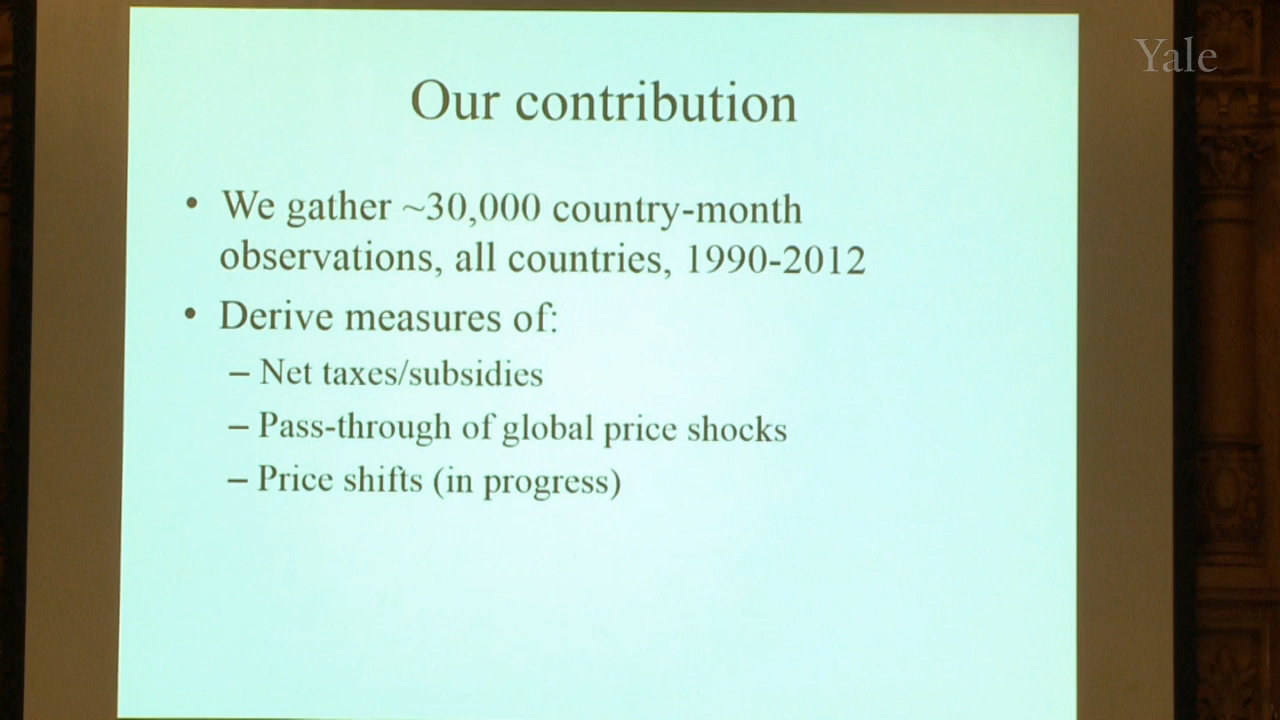 Yale
Our contribution
• We gather ~30,000 country-month
observations, all countries, 1990-2012
• Derive measures of:
– Net taxes/subsidies
– Pass-through of global price shocks
– Price shifts (in progress)